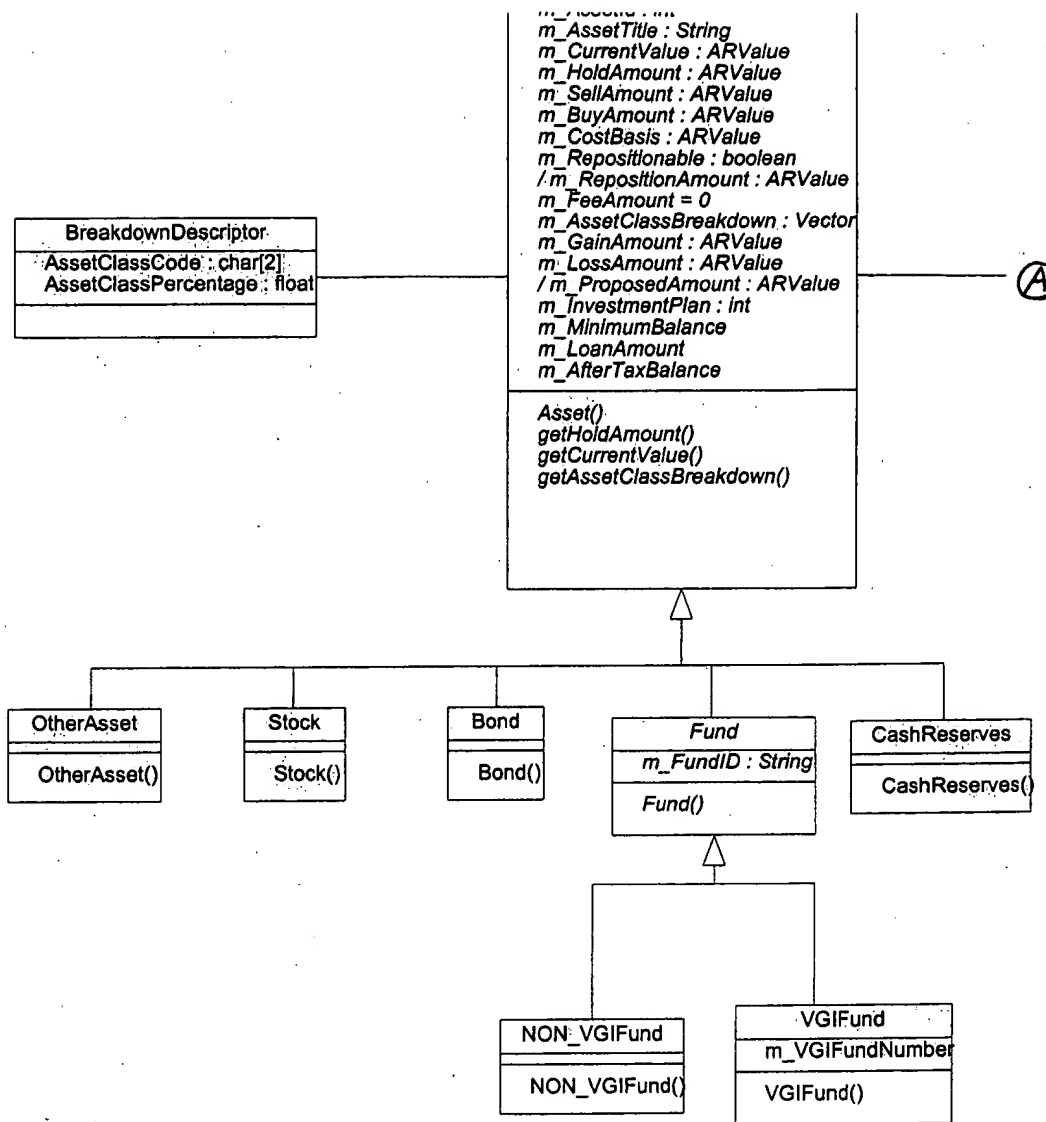 m_AssetId : int
m_AssetTitle : String
m_CurrentValue : ARValue
m_HoldAmount : ARValue
m_SellAmount : ARValue
m_BuyAmount : ARValue
m_CostBasis : ARValue
m_Repositionable : boolean
/ m_RepositionAmount : ARValue
m_FeeAmount = 0
m_AssetClassBreakdown : Vector
m_GainAmount : ARValue
m_LossAmount : ARValue
/ m_ProposedAmount : ARValue
m_InvestmentPlan : int
m_MinimumBalance
m_LoanAmount
m_AfterTaxBalance
Asset()
getHoldAmount()
getCurrentValue()
getAssetClassBreakdown()
BreakdownDescriptor
AssetClassCode : char[2]
AssetClassPercentage : float
A
OtherAsset
OtherAsset()
Stock
Stock()
Bond
Bond()
Fund
m_FundID : String
Fund()
CashReserves
CashReserves()
NON_VGIFund
NON_VGIFund()
VGIFund
m_VGIFundNumber
VGIFund()